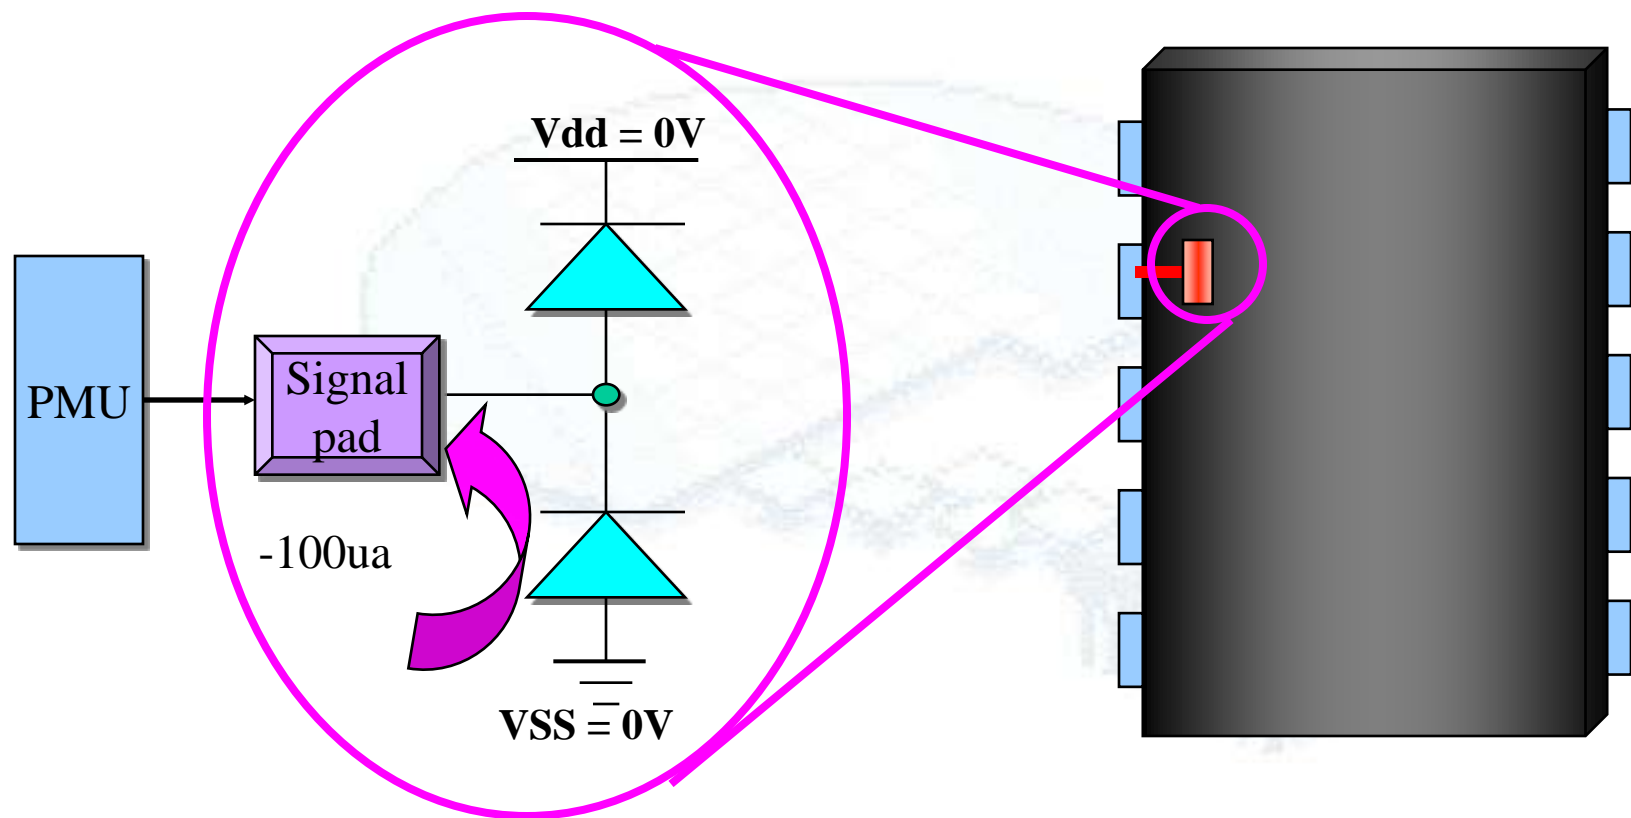 Vdd = 0V
PMU
Signal
pad
-100ua
VSS = 0V